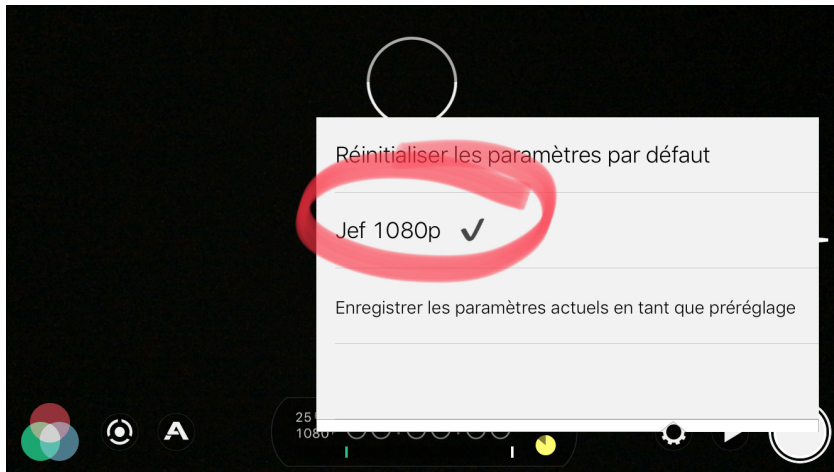 Réinitialiser les paramètres par défaut
Jef 1080p ✔
Enregistrer les paramètres actuels en tant que préréglage
25
1080
A